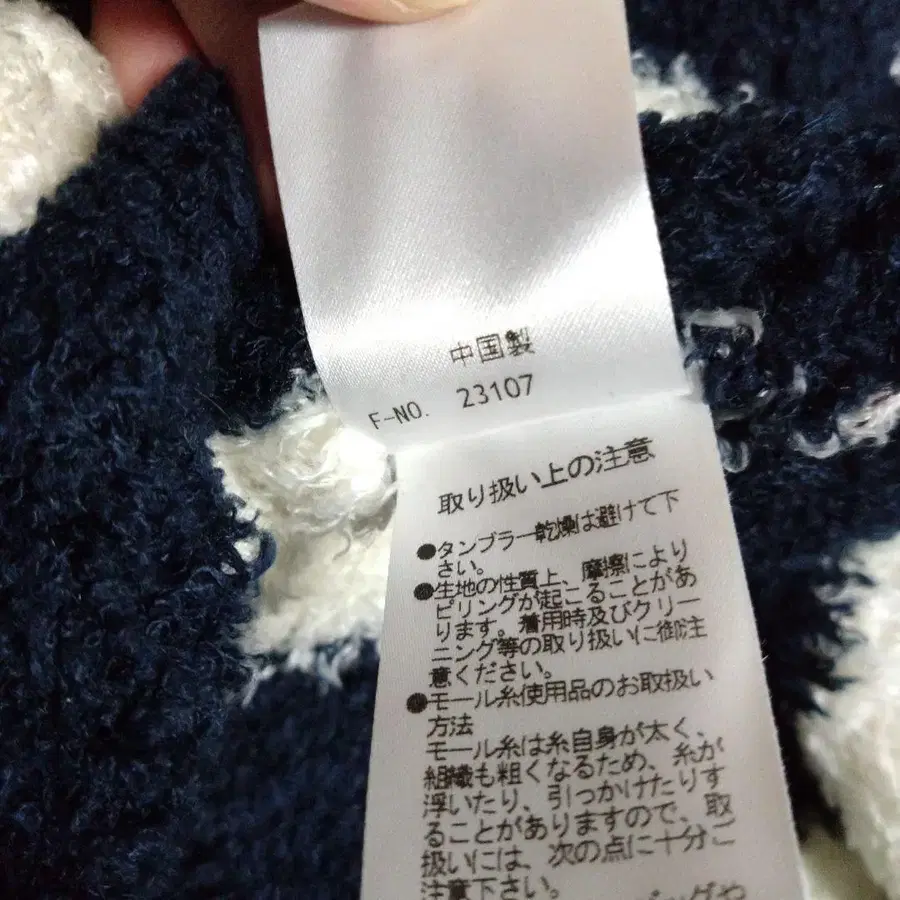 中国製
F-NO. 23107
取り扱い上の注意
●タンブラー乾燥は避けて下
さい。
●生地の性質上、摩擦により
ピリングが起こることがあ
ります。着用時及びクリー
ニング等の取り扱いに御注
意ください。
●モール糸使用品のお取扱い
方法
モール糸は糸自身が太く、
組織も粗くなるため、糸が
浮いたり、引っかけたりす
ることがありますので、取
扱いには、次の点に十分ご
注意下さい。
バッグや